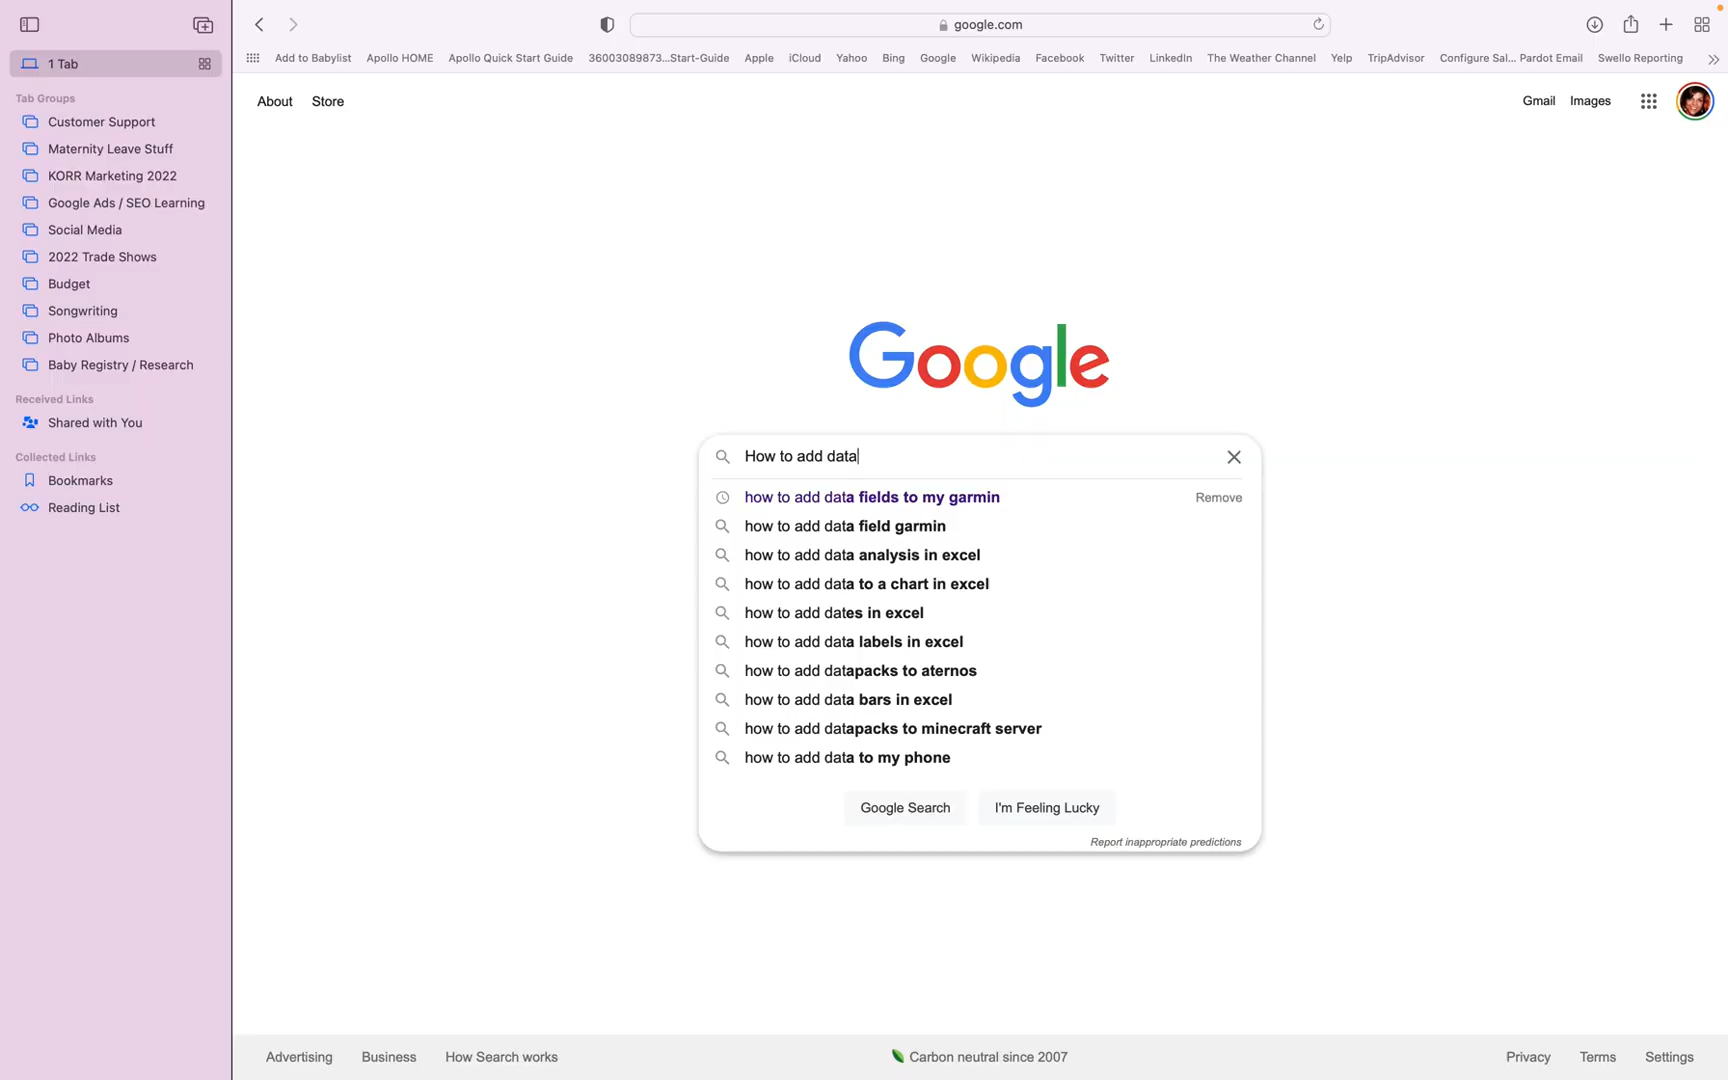 google.com
Add to Babylist Apollo HOME Apollo Quick Start Guide 36003089873...Start-Guide Apple iCloud Yahoo Bing Google Wikipedia Facebook Twitter LinkedIn The Weather Channel Yelp TripAdvisor Configure Sal... Pardot Email Swello Reporting
1 Tab
Tab Groups
Customer Support
Maternity Leave Stuff
KORR Marketing 2022
Google Ads / SEO Learning
Social Media
2022 Trade Shows
Budget
Songwriting
Photo Albums
Baby Registry / Research
Received Links
Shared with You
Collected Links
Bookmarks
Reading List
About Store
Gmail Images
Google
How to add data
how to add data fields to my garmin Remove
how to add data field garmin
how to add data analysis in excel
how to add data to a chart in excel
how to add dates in excel
how to add data labels in excel
how to add datapacks to aternos
how to add data bars in excel
how to add datapacks to minecraft server
how to add data to my phone
Google Search I'm Feeling Lucky
Report inappropriate predictions
Advertising Business How Search works
Carbon neutral since 2007
Privacy Terms Settings